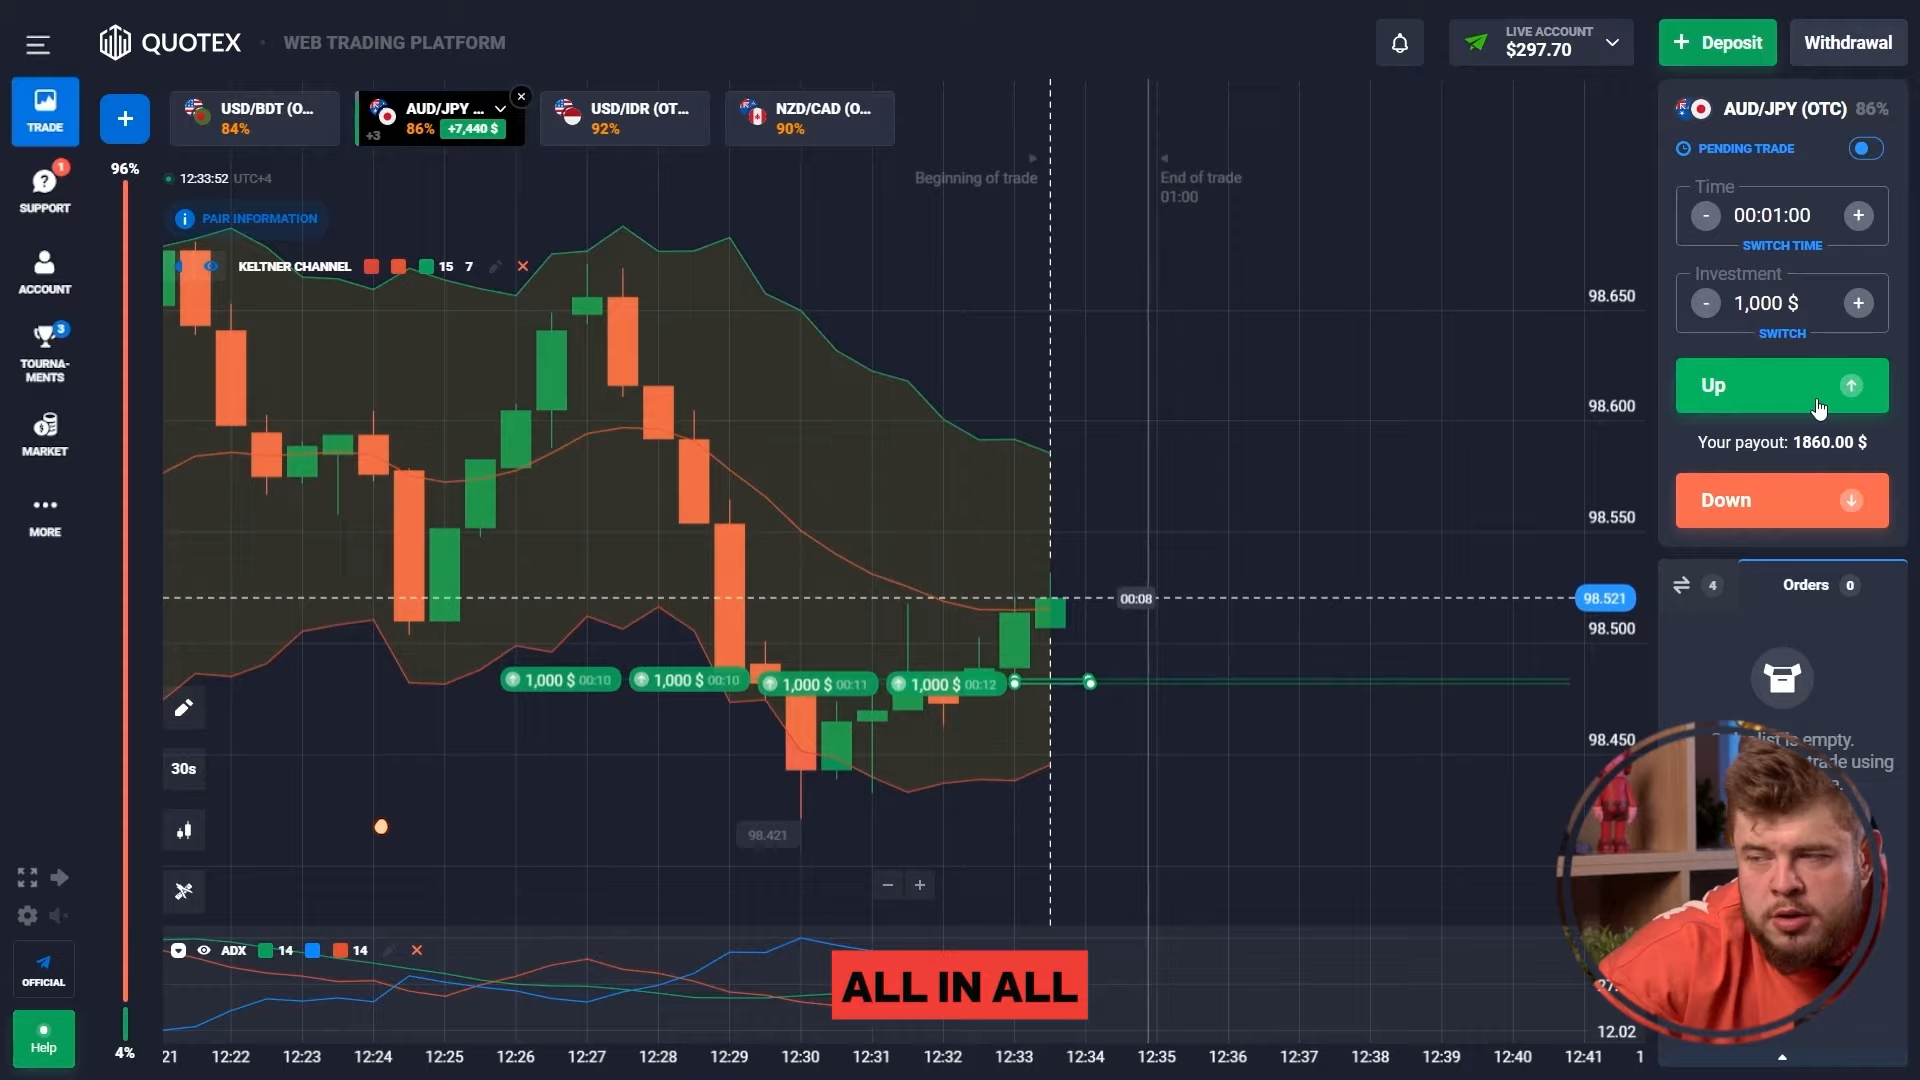 QUOTEX
WEB TRADING PLATFORM
LIVE ACCOUNT
$297.70
+ Deposit
Withdrawal
TRADE
+
USD/BDT (O...
84%
AUD/JPY ...
+3
86%
+7,440 $
USD/IDR (OT...
92%
NZD/CAD (O...
90%
AUD/JPY (OTC) 86%
PENDING TRADE
Time
- 00:01:00 +
SWITCH TIME
Investment
- 1,000 $ +
SWITCH
Up
Your payout: 1860.00 $
Down
4
Orders 0
SUPPORT
1
ACCOUNT
3
TOURNA-
MENTS
MARKET
MORE
OFFICIAL
Help
96%
4%
12:33:52 UTC+4
PAIR INFORMATION
KELTNER CHANNEL 15 7
Beginning of trade
End of trade
01:00
98.650
98.600
98.550
00:08
98.521
98.500
98.450
1,000 $ 00:10
1,000 $ 00:10
1,000 $ 00:11
1,000 $ 00:12
30s
98.421
- +
is empty.
trade using
ADX 14 14
ALL IN ALL
12.02
21 12:22 12:23 12:24 12:25 12:26 12:27 12:28 12:29 12:30 12:31 12:32 12:33 12:34 12:35 12:36 12:37 12:38 12:39 12:40 12:41 1